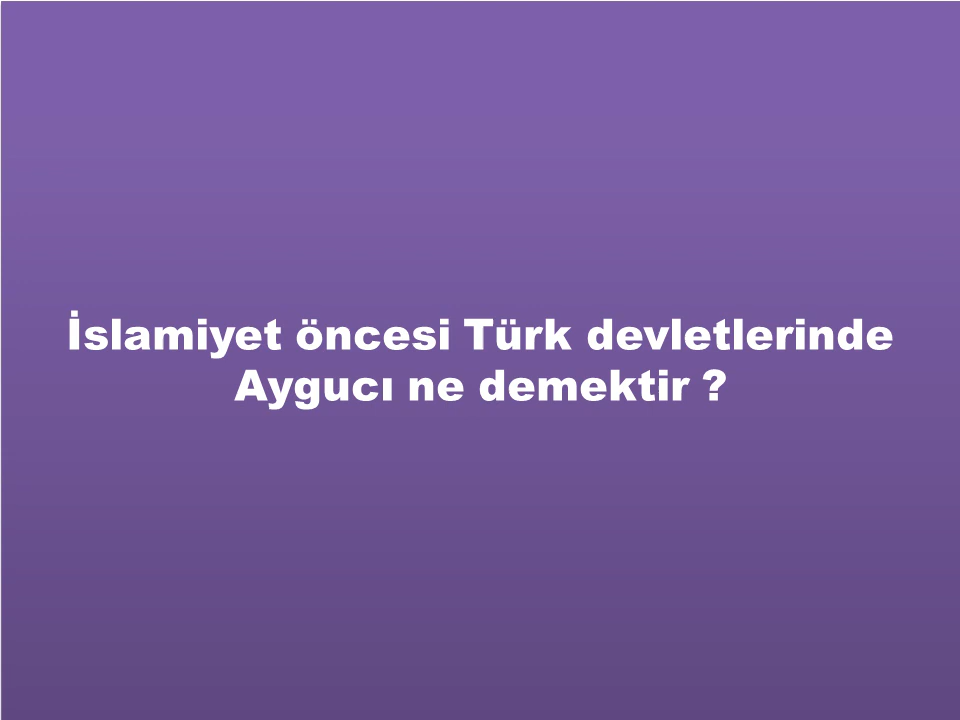 İslamiyet öncesi Türk devletlerinde
Aygucı ne demektir ?